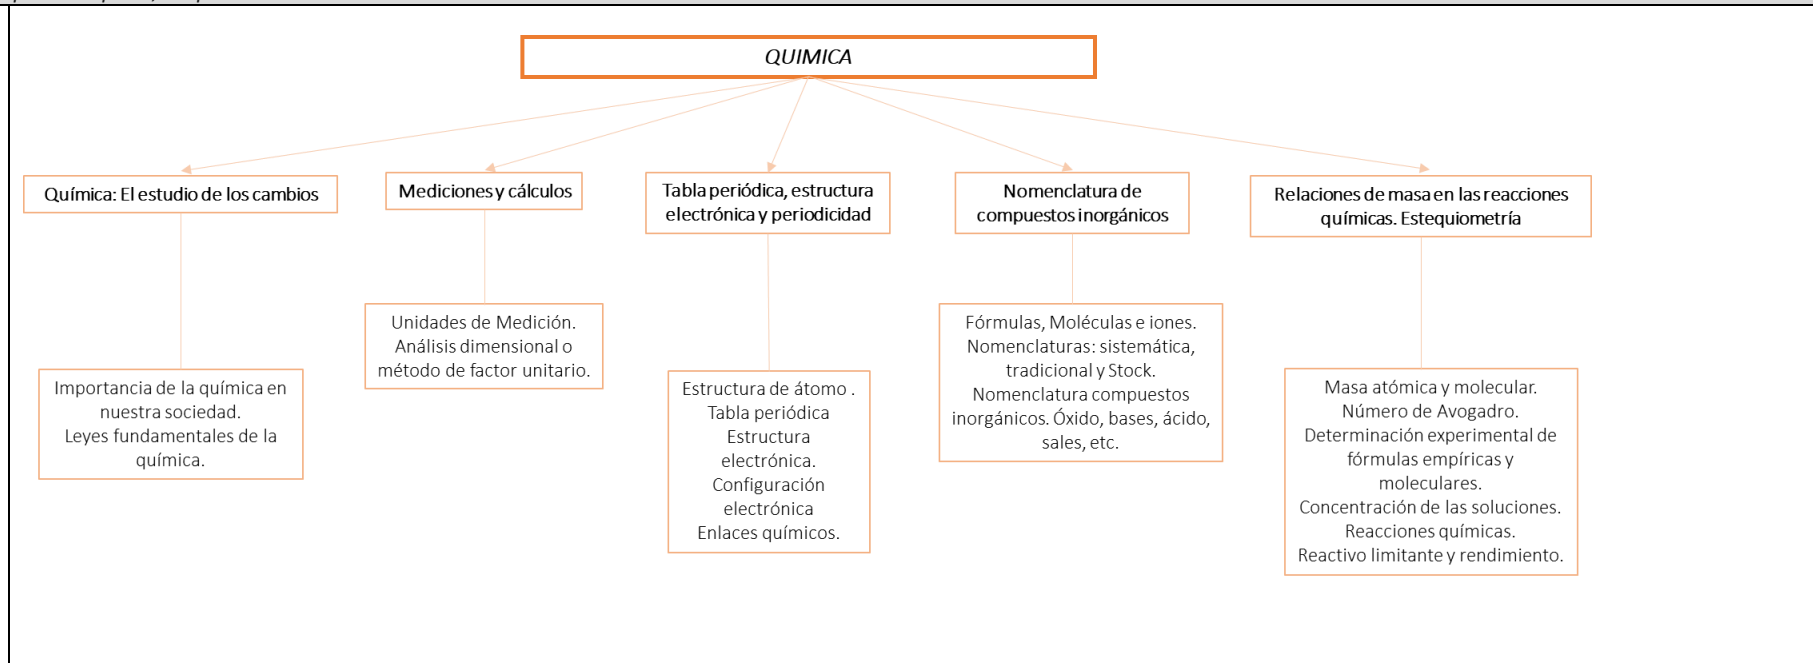 QUIMICA
Química: El estudio de los cambios
Importancia de la química en
nuestra sociedad.
Leyes fundamentales de la
química.
Mediciones y cálculos
Unidades de Medición.
Análisis dimensional o
método de factor unitario.
Tabla periódica, estructura
electrónica y periodicidad
Estructura de átomo .
Tabla periódica
Estructura
electrónica.
Configuración
electrónica
Enlaces químicos.
Nomenclatura de
compuestos inorgánicos
Fórmulas, Moléculas e iones.
Nomenclaturas: sistemática,
tradicional y Stock.
Nomenclatura compuestos
inorgánicos. Óxido, bases, ácido,
sales, etc.
Relaciones de masa en las reacciones
químicas. Estequiometría
Masa atómica y molecular.
Número de Avogadro.
Determinación experimental de
fórmulas empíricas y
moleculares.
Concentración de las soluciones.
Reacciones químicas.
Reactivo limitante y rendimiento.